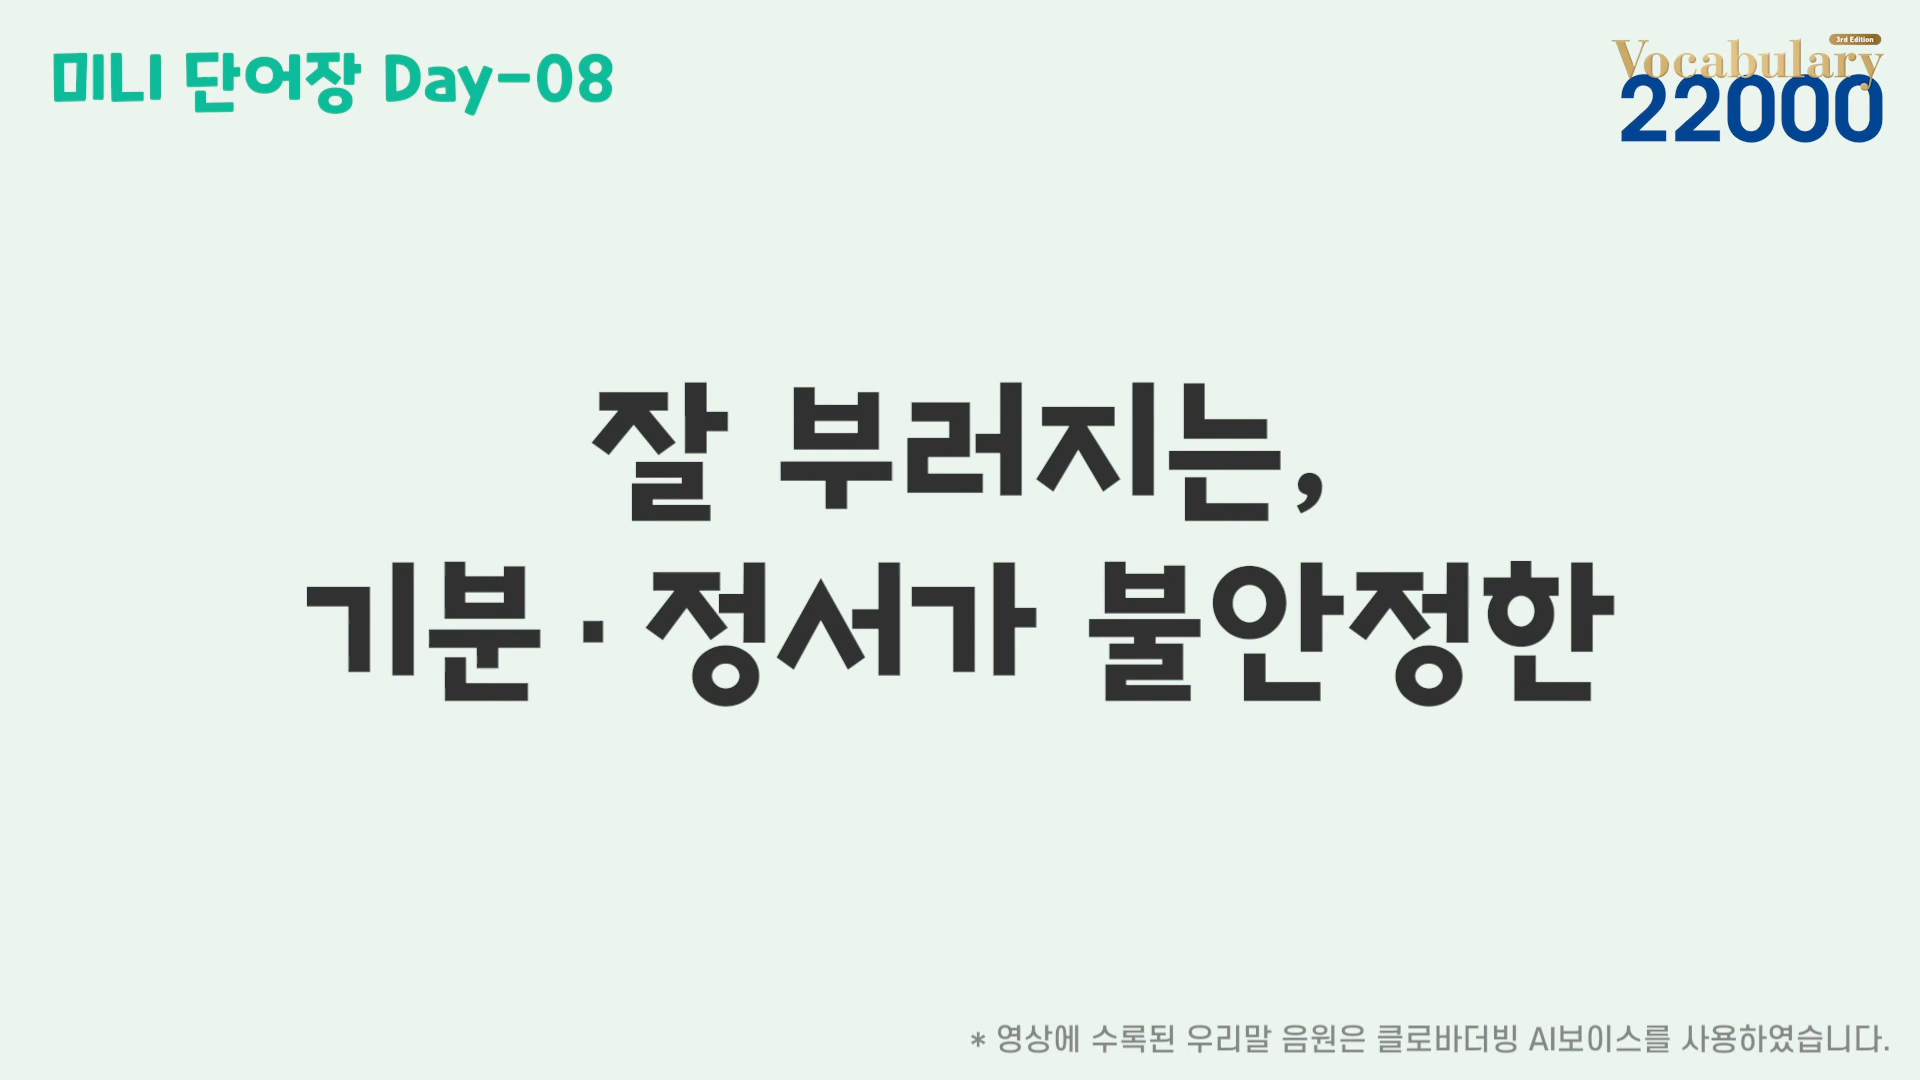 미니 단어장 Day-08
3rd Edition
Vocabulary
22000
잘 부러지는,
기분·정서가 불안정한
* 영상에 수록된 우리말 음원은 클로바더빙 AI보이스를 사용하였습니다.